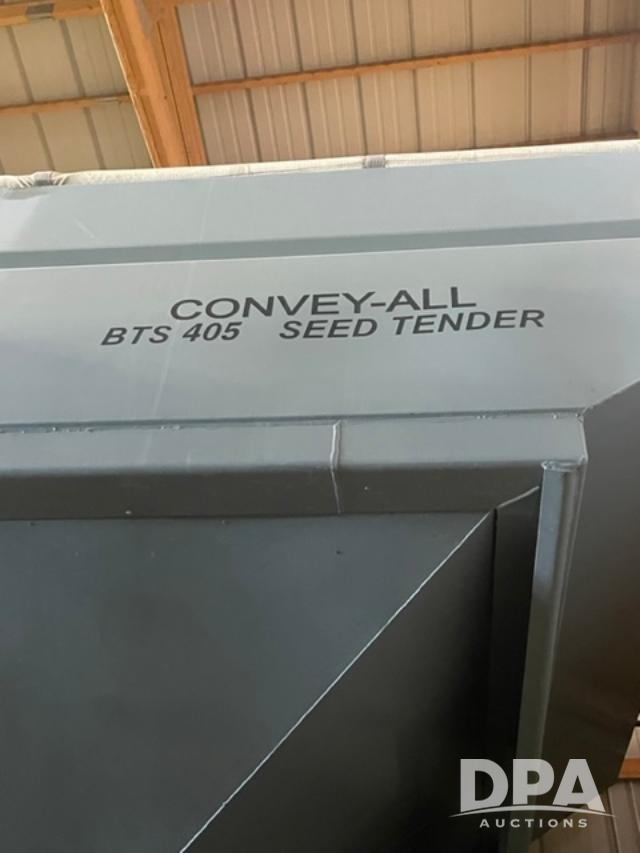 CONVEY-ALL
BTS 405 SEED TENDER
DPA
AUCTIONS